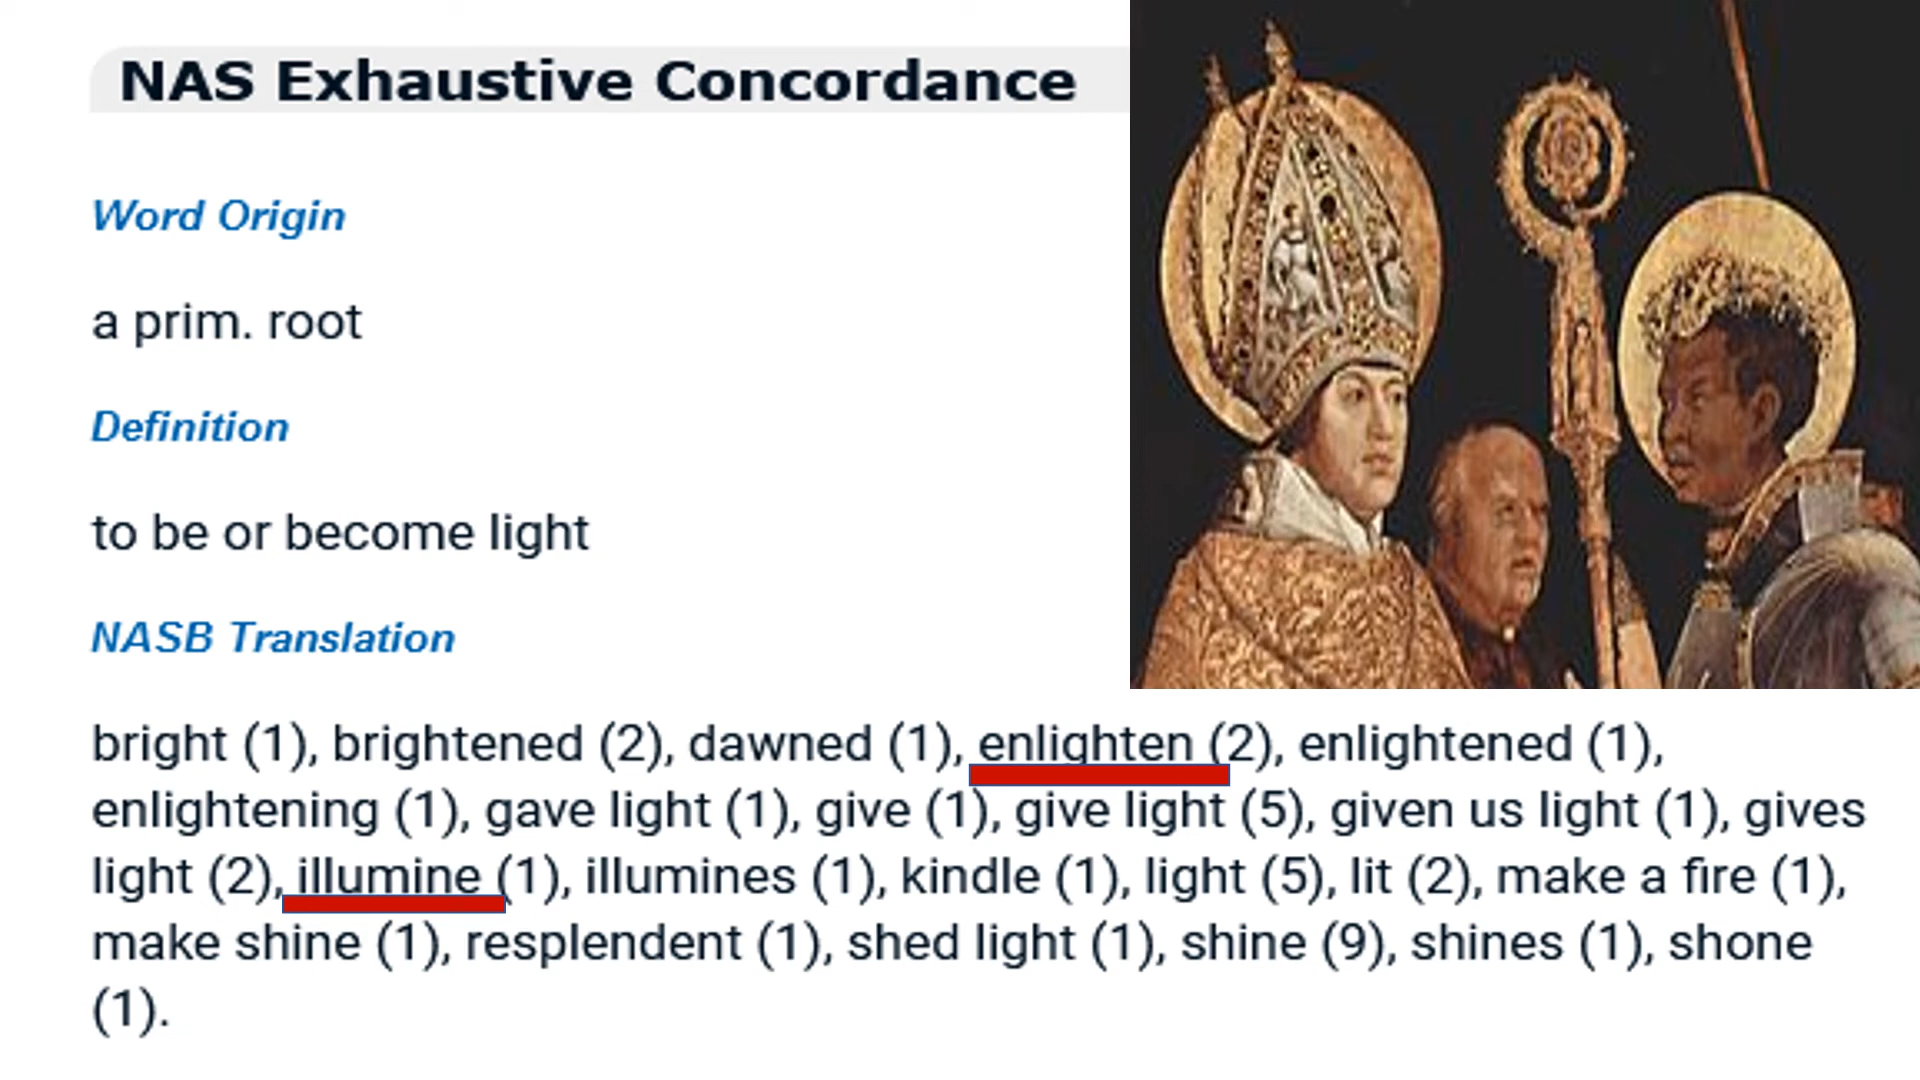 NAS Exhaustive Concordance
Word Origin
a prim. root
Definition
to be or become light
NASB Translation
bright (1), brightened (2), dawned (1), enlighten (2), enlightened (1),
enlightening (1), gave light (1), give (1), give light (5), given us light (1), gives
light (2), illumine (1), illumines (1), kindle (1), light (5), lit (2), make a fire (1),
make shine (1), resplendent (1), shed light (1), shine (9), shines (1), shone
(1).